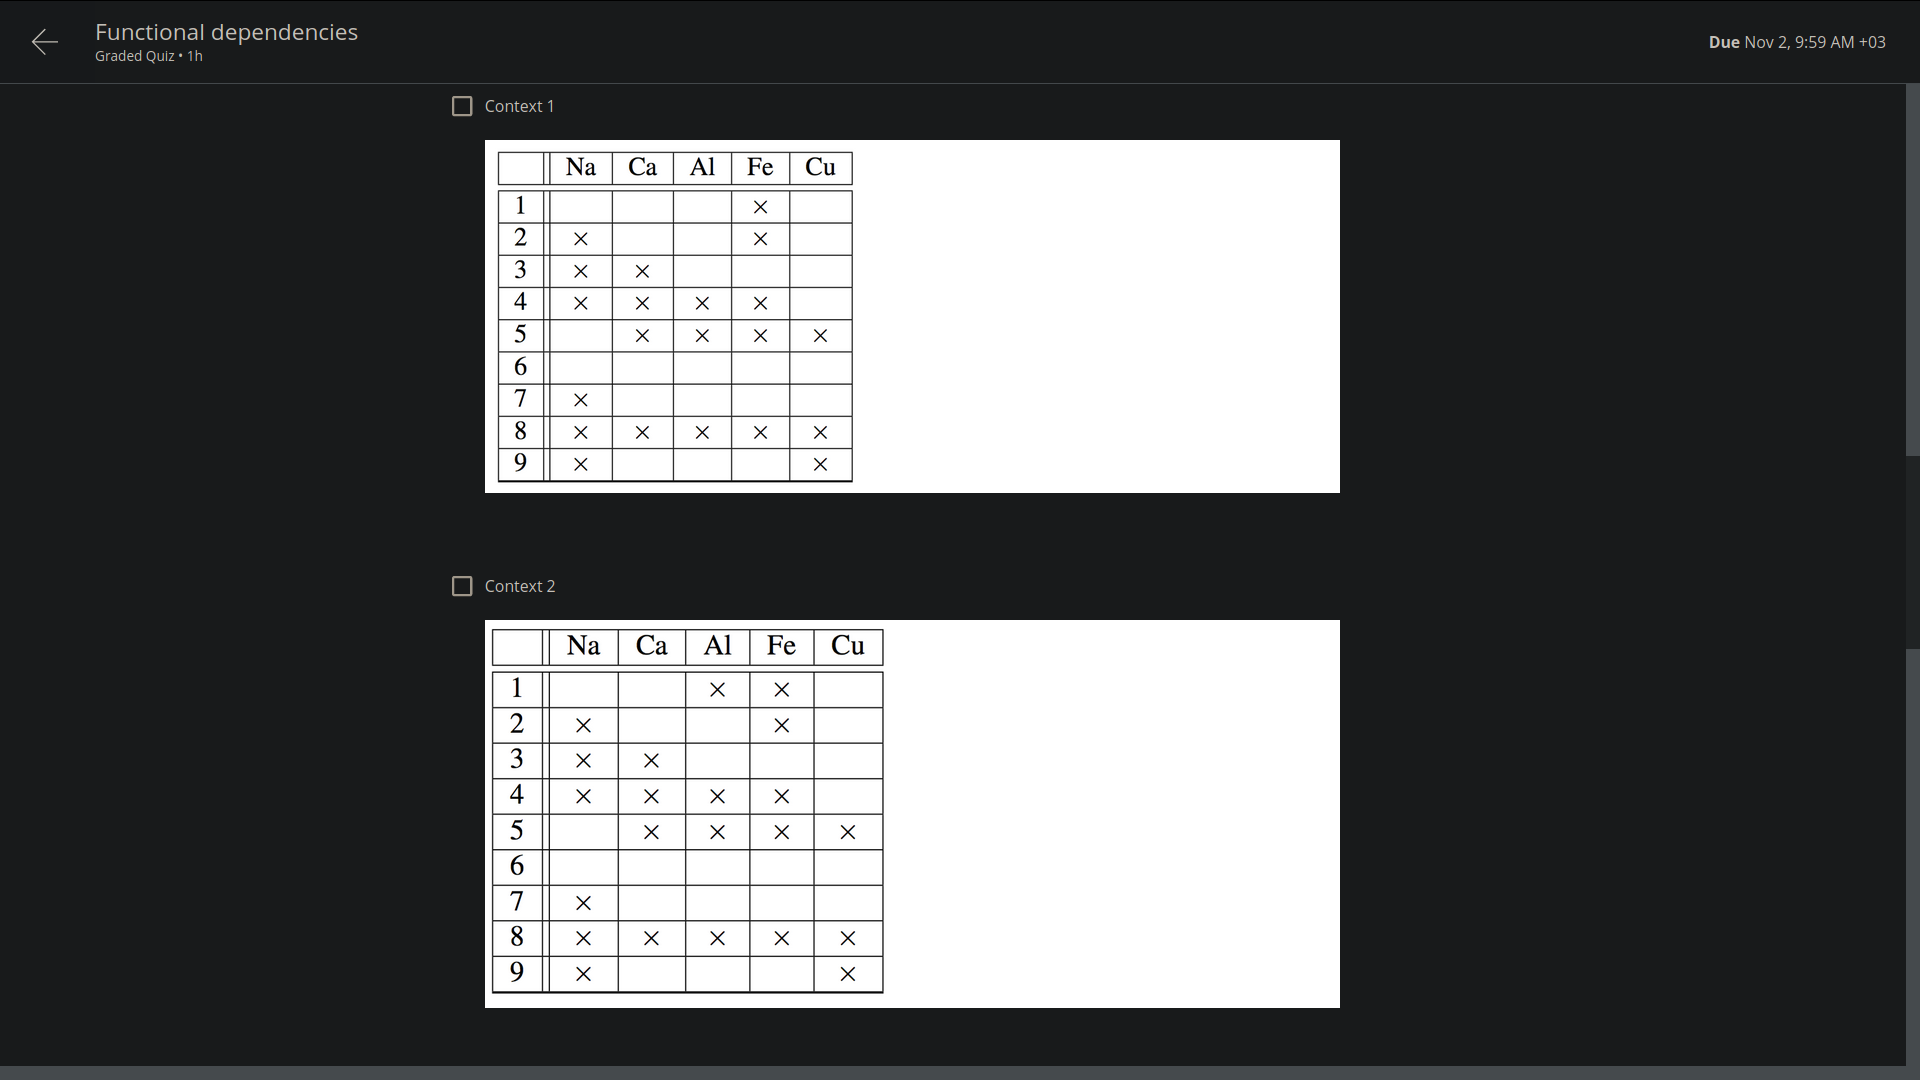 Functional dependencies
Graded Quiz • 1h
Due Nov 2, 9:59 AM +03
Context 1
Na Ca Al Fe Cu
1 ×
2 × ×
3 × ×
4 × × × ×
5 × × × ×
6
7 ×
8 × × × × ×
9 × ×
Context 2
Na Ca Al Fe Cu
1 × ×
2 × ×
3 × ×
4 × × × ×
5 × × × ×
6
7 ×
8 × × × × ×
9 × ×